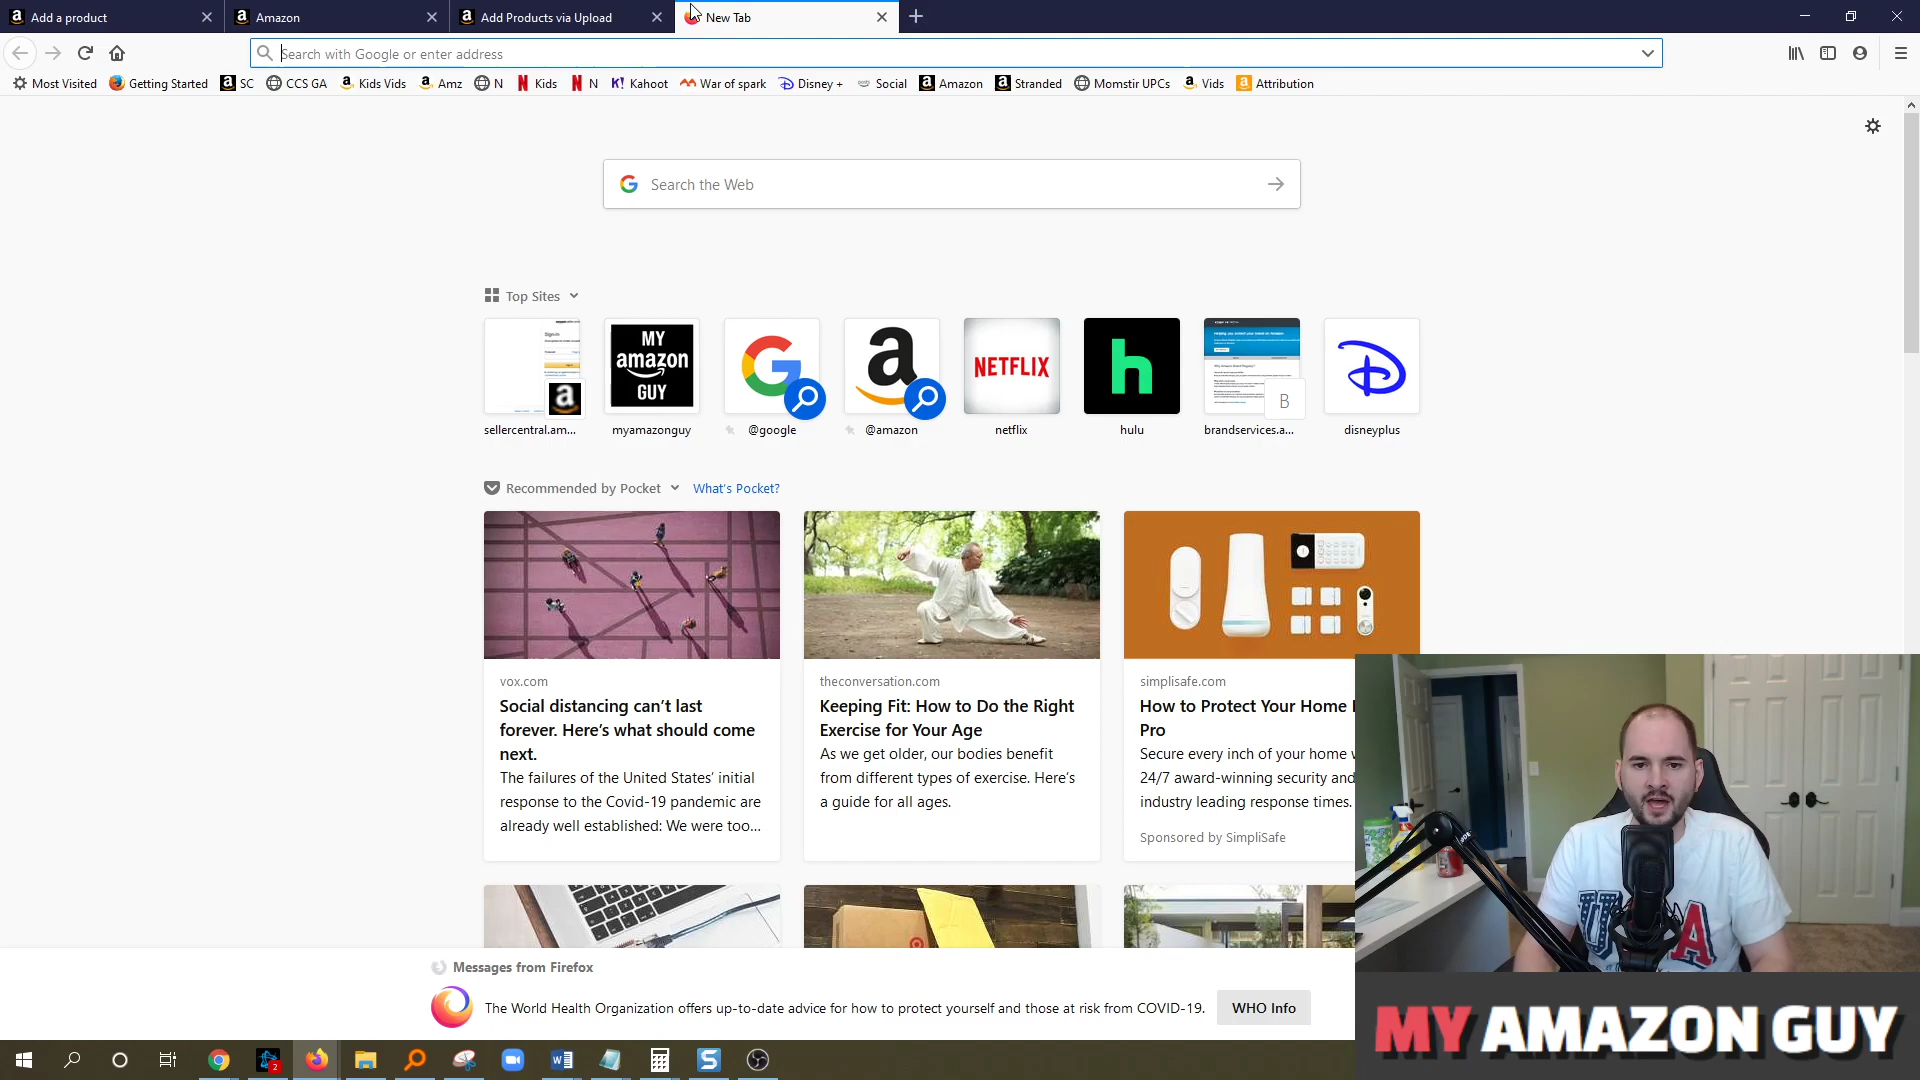 Add a product
Amazon
Add Products via Upload
New Tab
Search with Google or enter address
Most Visited
Getting Started
SC
CCS GA
Kids Vids
Amz
N
Kids
N
Kahoot
War of spark
Disney +
Social
Amazon
Stranded
Momstir UPCs
Vids
Attribution
Search the Web
Top Sites
MY
amazon
GUY
NETFLIX
h
B
sellercentral.am...
myamazonguy
@google
@amazon
netflix
hulu
brandservices.a...
disneyplus
Recommended by Pocket
What's Pocket?
vox.com
Social distancing can't last
forever. Here's what should come
next.
The failures of the United States' initial
response to the Covid-19 pandemic are
already well established: We were too...
theconversation.com
Keeping Fit: How to Do the Right
Exercise for Your Age
As we get older, our bodies benefit
from different types of exercise. Here's
a guide for all ages.
simplisafe.com
How to Protect Your Home
Pro
Secure every inch of your home
24/7 award-winning security and
industry leading response times.
Sponsored by SimpliSafe
Messages from Firefox
The World Health Organization offers up-to-date advice for how to protect yourself and those at risk from COVID-19.
WHO Info
USA
MY AMAZON GUY
2